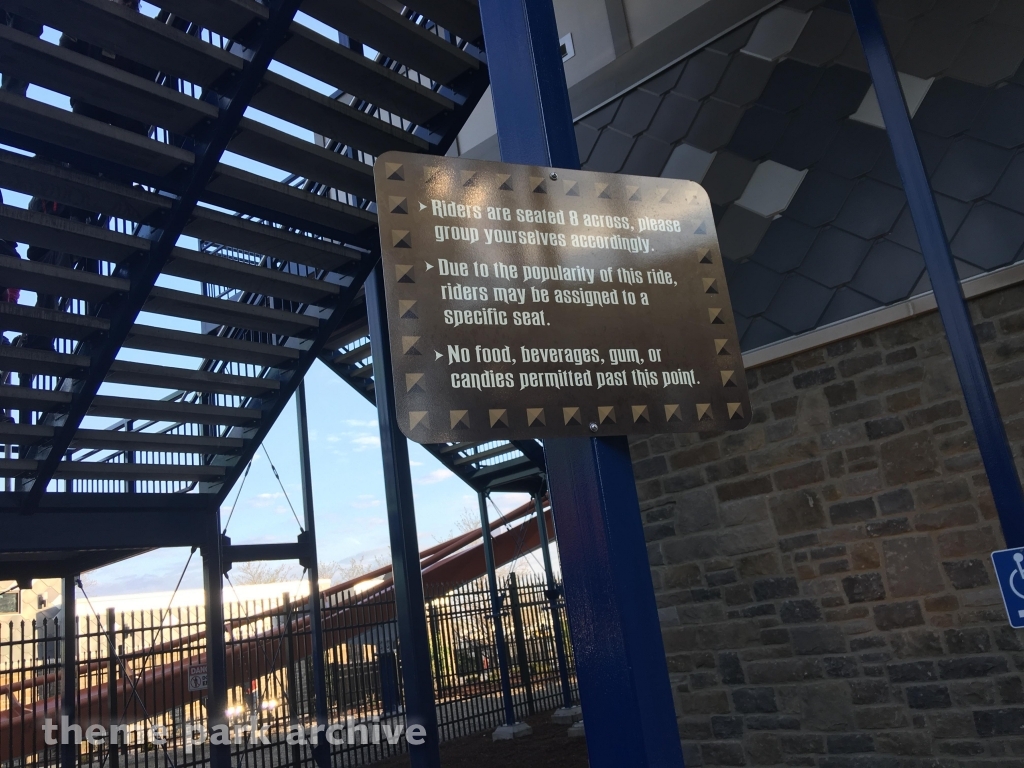 Riders are seated 8 across, please
group yourselves accordingly.
Due to the popularity of this ride,
riders may be assigned to a
specific seat.
No food, beverages, gum, or
candies permitted past this point.
theme park archive